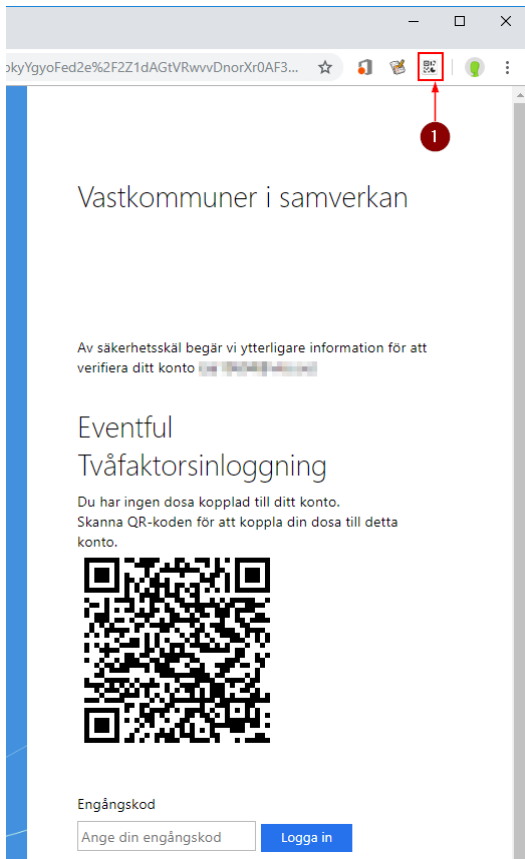 okyYgyoFed2e%2F2Z1dAGtVRwvvDnorXr0AF3...
1
Vastkommuner i samverkan
Av säkerhetsskäl begär vi ytterligare information för att
verifiera ditt konto
Eventful
Tvåfaktorsinloggning
Du har ingen dosa kopplad till ditt konto.
Skanna QR-koden för att koppla din dosa till detta
konto.
Engångskod
Ange din engångskod
Logga in